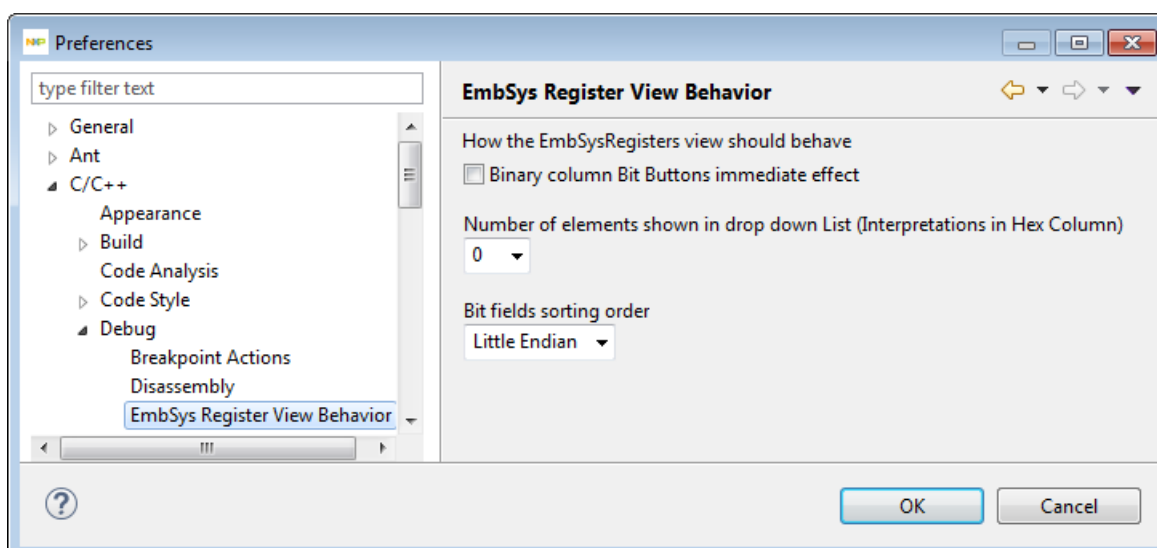 NXP Preferences
type filter text
General
Ant
C/C++
Appearance
Build
Code Analysis
Code Style
Debug
Breakpoint Actions
Disassembly
EmbSys Register View Behavior
EmbSys Register View Behavior
How the EmbSysRegisters view should behave
Binary column Bit Buttons immediate effect
Number of elements shown in drop down List (Interpretations in Hex Column)
0
Bit fields sorting order
Little Endian
?
OK Cancel